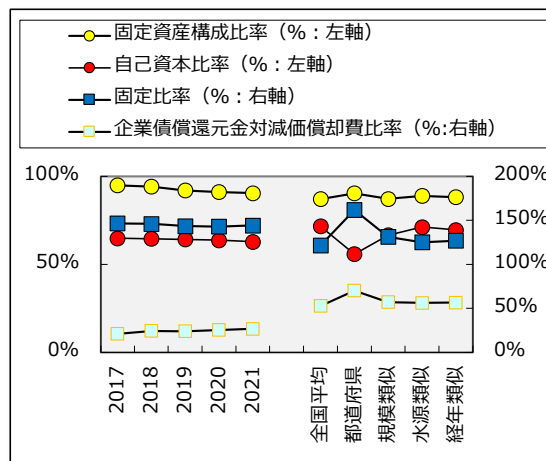 固定資産構成比率（%：左軸）
自己資本比率（%：左軸）
固定比率（%：右軸）
企業債償還元金対減価償却費比率（%:右軸）
100%
50%
0%
200%
150%
100%
50%
0%
2017
2018
2019
2020
2021
全国平均
都道府県
規模類似
水源類似
経年類似